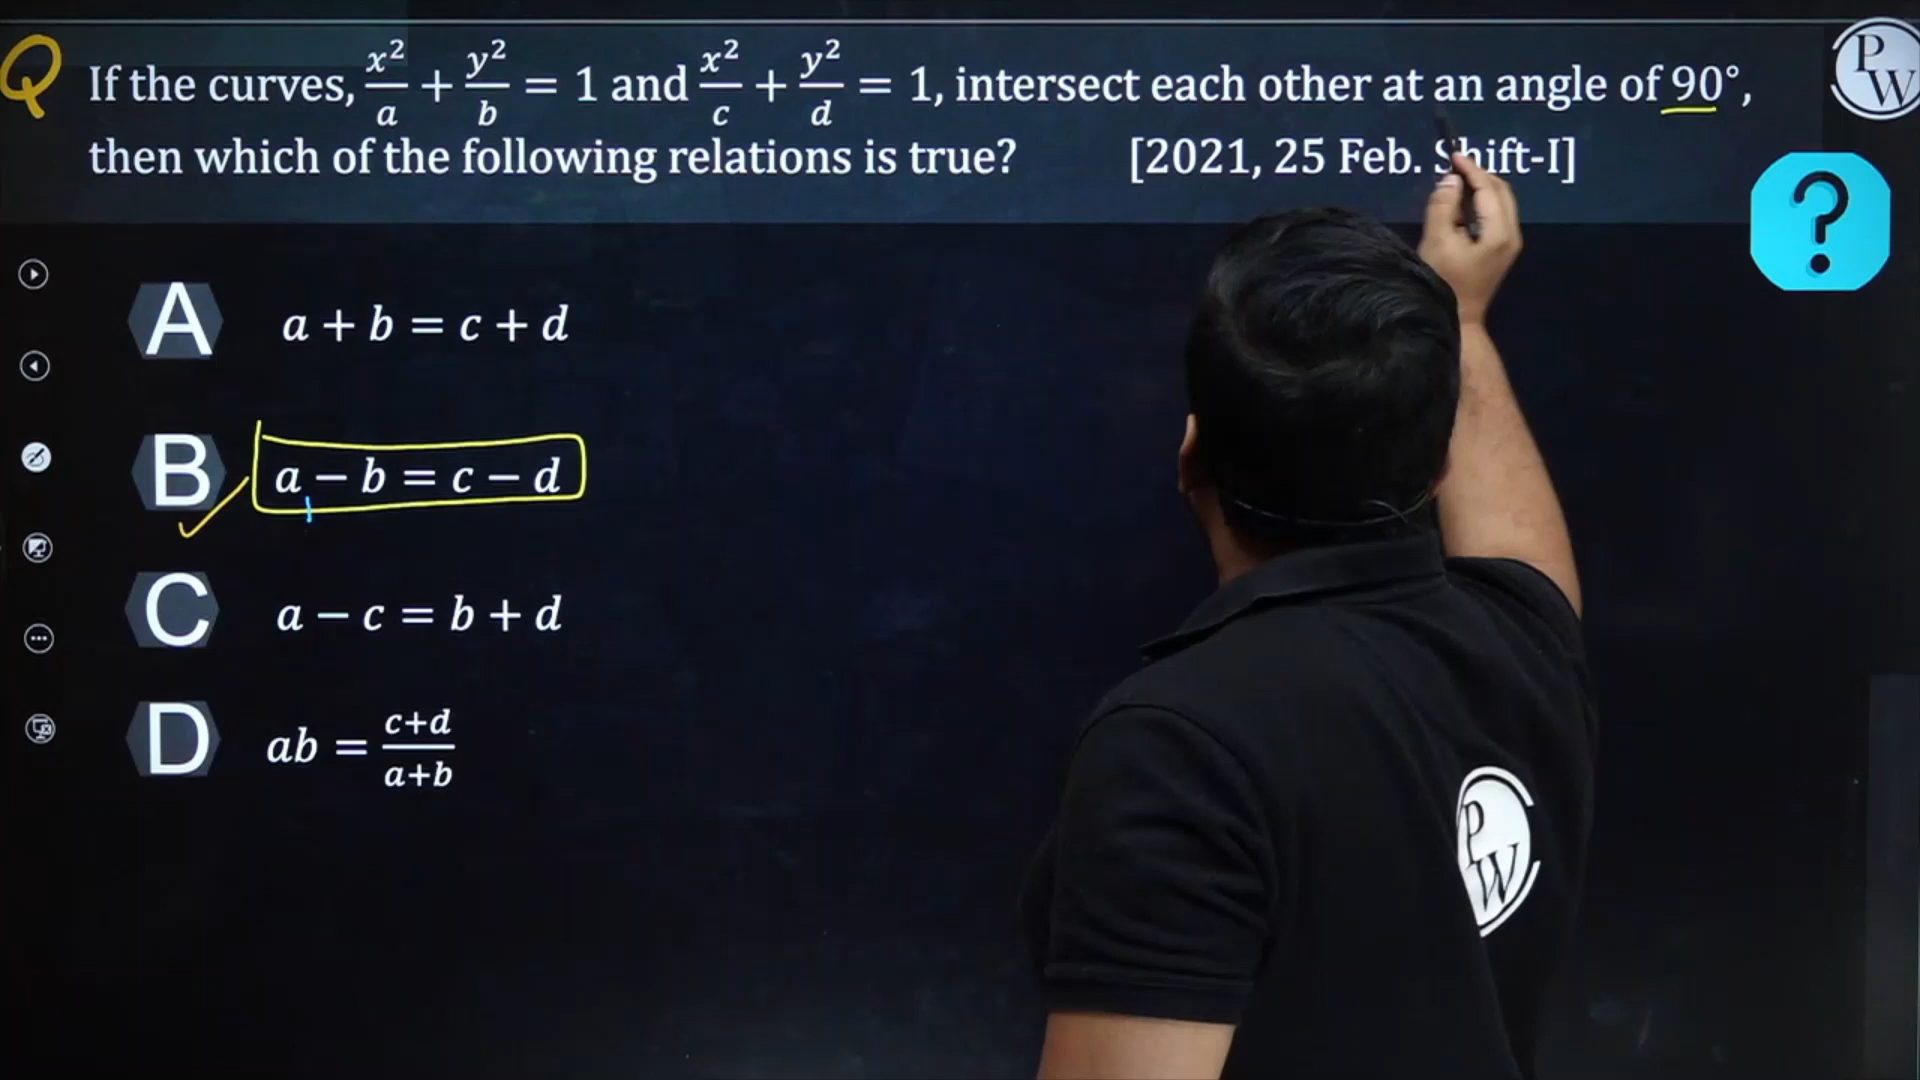 Q If the curves, x²/a + y²/b = 1 and x²/c + y²/d = 1, intersect each other at an angle of 90°,
then which of the following relations is true? [2021, 25 Feb. Shift-I]
A a + b = c + d
B a − b = c − d
C a − c = b + d
D ab = c+d/a+b
PW
?
PW